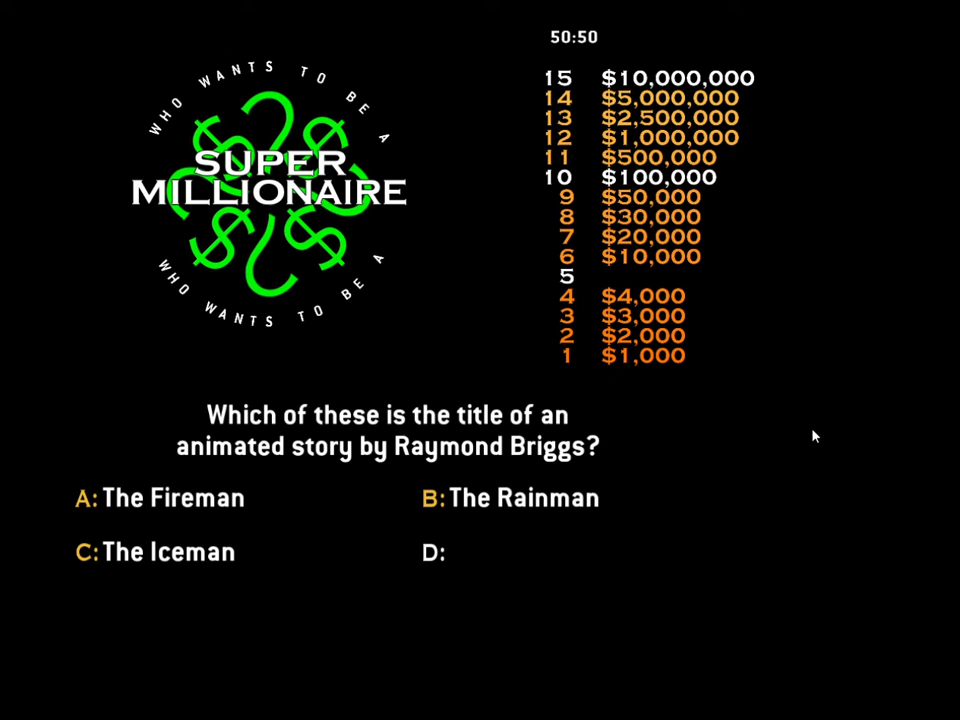 50:50
WHO WANTS TO BE A
SUPER
MILLIONAIRE
WHO WANTS TO BE A
15 $10,000,000
14 $5,000,000
13 $2,500,000
12 $1,000,000
11 $500,000
10 $100,000
9 $50,000
8 $30,000
7 $20,000
6 $10,000
5
4 $4,000
3 $3,000
2 $2,000
1 $1,000
Which of these is the title of an
animated story by Raymond Briggs?
A: The Fireman
B: The Rainman
C: The Iceman
D: